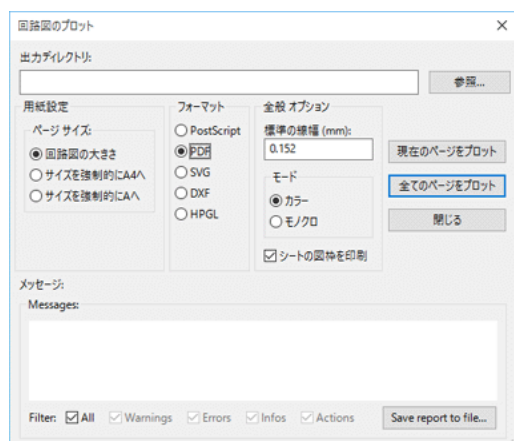 回路図のプロット
出力ディレクトリ:
参照...
用紙設定
ページ サイズ:
回路図の大きさ
サイズを強制的にA4へ
サイズを強制的にAへ
フォーマット
PostScript
PDF
SVG
DXF
HPGL
全般 オプション
標準の線幅 (mm):
0.152
モード
カラー
モノクロ
シートの図枠を印刷
現在のページをプロット
全てのページをプロット
閉じる
メッセージ:
Messages:
Filter: All Warnings Errors Infos Actions Save report to file...